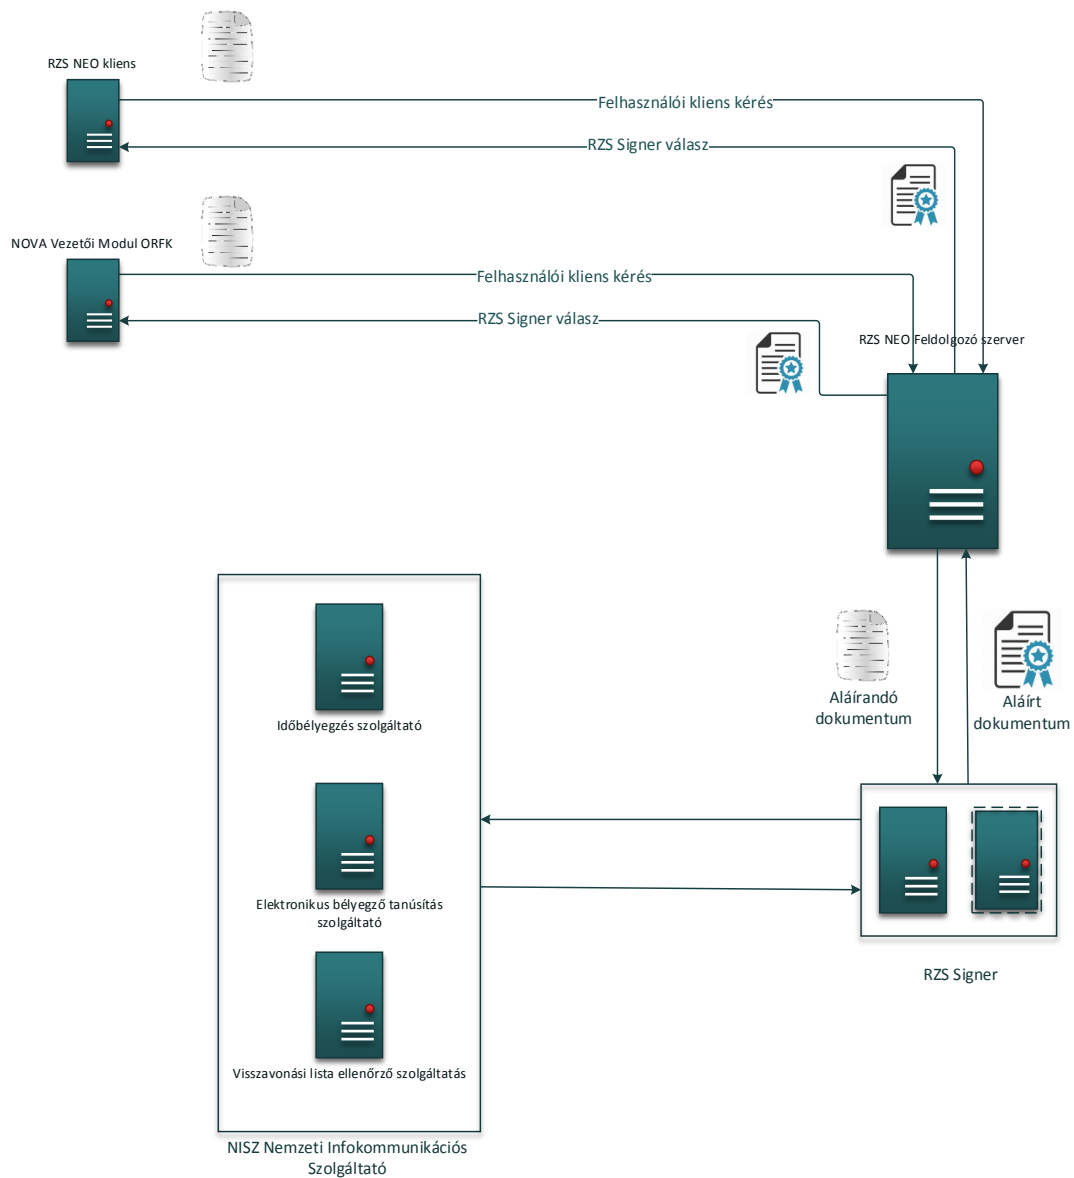 RZS NEO kliens
Felhasználói kliens kérés
RZS Signer válasz
NOVA Vezetői Modul ORFK
Felhasználói kliens kérés
RZS Signer válasz
RZS NEO Feldolgozó szerver
Aláírandó
dokumentum
Aláírt
dokumentum
Időbélyegzés szolgáltató
Elektronikus bélyegző tanúsítás
szolgáltató
RZS Signer
Visszavonási lista ellenőrző szolgáltatás
NISZ Nemzeti Infokommunikációs
Szolgáltató